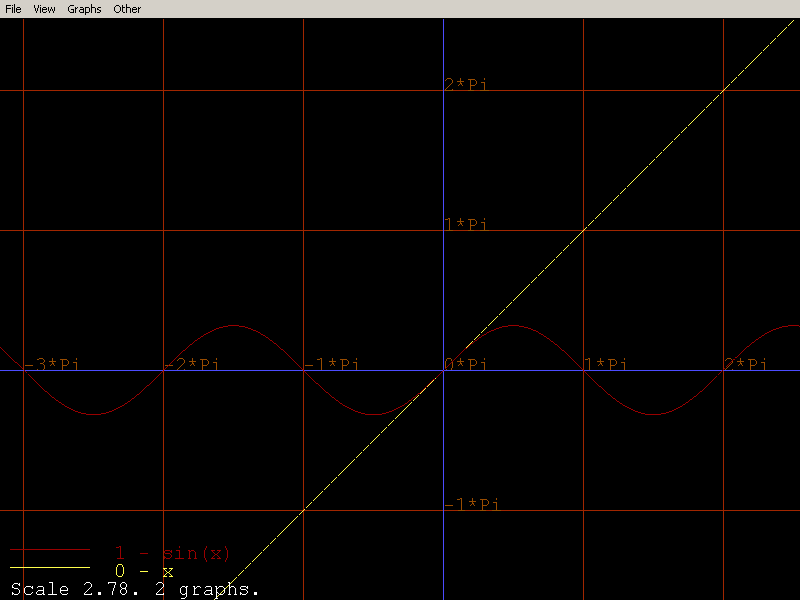 File View Graphs Other
2*Pi
1*Pi
-3*Pi -2*Pi -1*Pi 0*Pi 1*Pi 2*Pi
-1*Pi
1 - sin(x)
0 - x
Scale 2.78. 2 graphs.